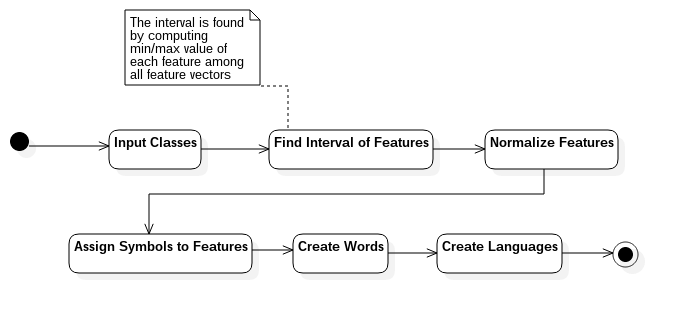 The interval is found
by computing
min/max value of
each feature among
all feature vectors
Input Classes
Find Interval of Features
Normalize Features
Assign Symbols to Features
Create Words
Create Languages